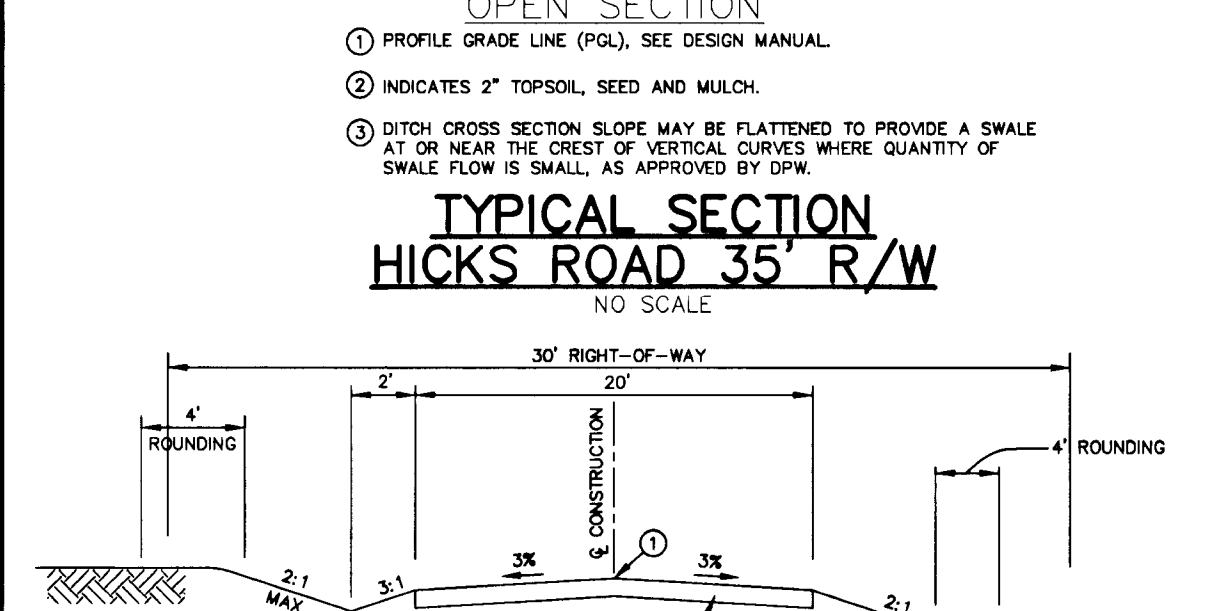 OPEN SECTION
① PROFILE GRADE LINE (PGL), SEE DESIGN MANUAL.
② INDICATES 2" TOPSOIL, SEED AND MULCH.
③ DITCH CROSS SECTION SLOPE MAY BE FLATTENED TO PROVIDE A SWALE
AT OR NEAR THE CREST OF VERTICAL CURVES WHERE QUANTITY OF
SWALE FLOW IS SMALL, AS APPROVED BY DPW.
TYPICAL SECTION
HICKS ROAD 35' R/W
NO SCALE
30' RIGHT-OF-WAY
2'
20'
4'
ROUNDING
℄ CONSTRUCTION
4' ROUNDING
①
3%
3%
2:1
MAX
3:1
2:1